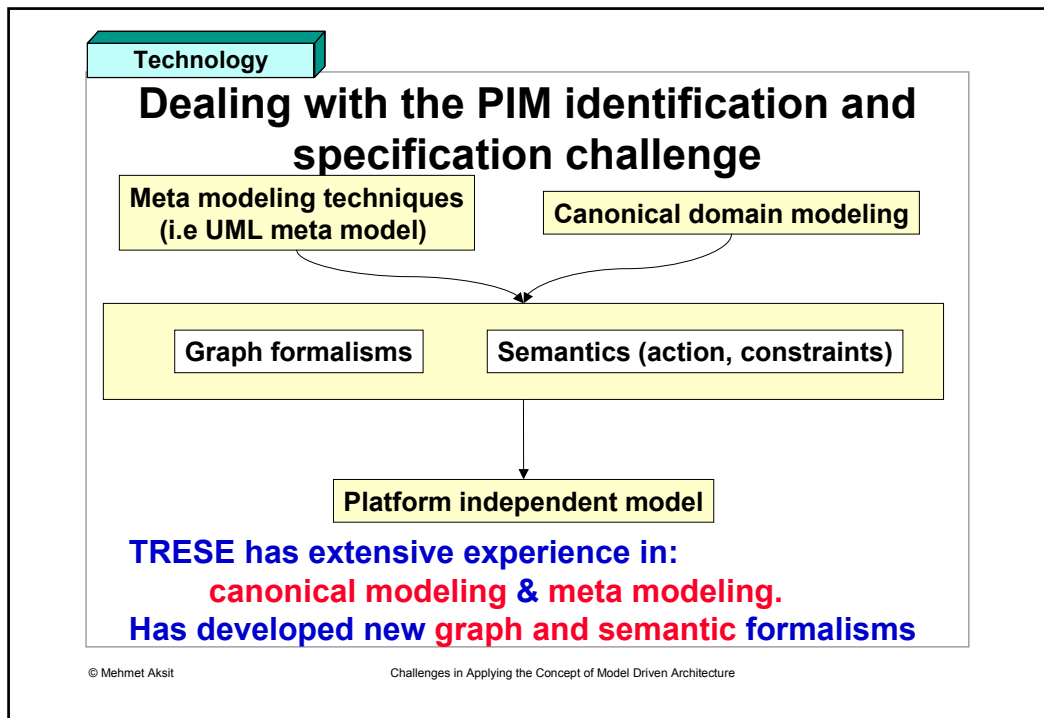 Technology
Dealing with the PIM identification and
specification challenge
Meta modeling techniques
(i.e UML meta model)
Canonical domain modeling
Graph formalisms
Semantics (action, constraints)
Platform independent model
TRESE has extensive experience in:
canonical modeling & meta modeling.
Has developed new graph and semantic formalisms
© Mehmet Aksit
Challenges in Applying the Concept of Model Driven Architecture